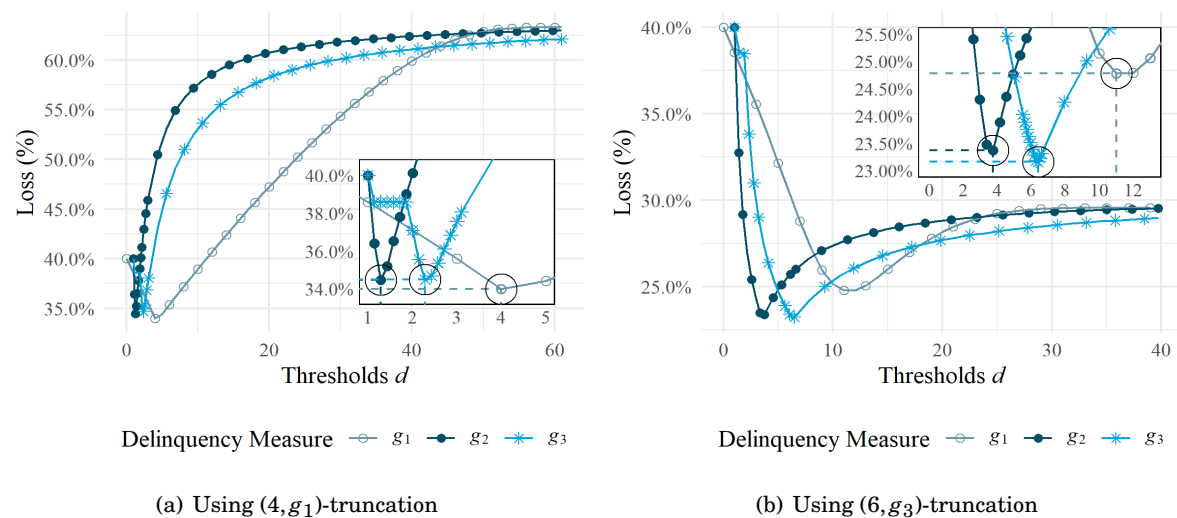 60.0%
55.0%
50.0%
45.0%
40.0%
35.0%
Loss (%)
40.0%
38.0%
36.0%
34.0%
1 2 3 4 5
0 20 40 60
Thresholds d
Delinquency Measure g1 g2 g3
(a) Using (4,g1)-truncation
40.0%
35.0%
30.0%
25.0%
Loss (%)
25.50%
25.00%
24.50%
24.00%
23.50%
23.00%
0 2 4 6 8 10 12
0 10 20 30 40
Thresholds d
Delinquency Measure g1 g2 g3
(b) Using (6,g3)-truncation